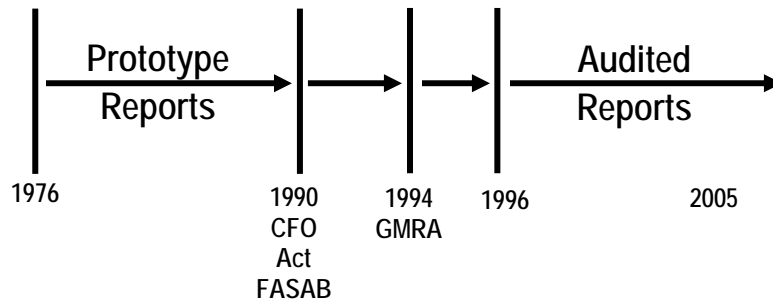 Prototype
Reports
Audited
Reports
1976
1990
CFO
Act
FASAB
1994
GMRA
1996
2005